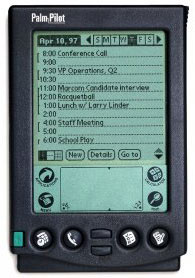 PalmPilot
Apr 10, 97 S M T W T F S
8:00 Conference Call
9:00
9:30 VP Operations, Q2
10:30
11:00 Marcom Candidate Interview
12:00 Racquetball
1:00 Lunch w/ Larry Linder
2:00
4:00 Staff Meeting
5:00
6:00 School Play
New Details Go to